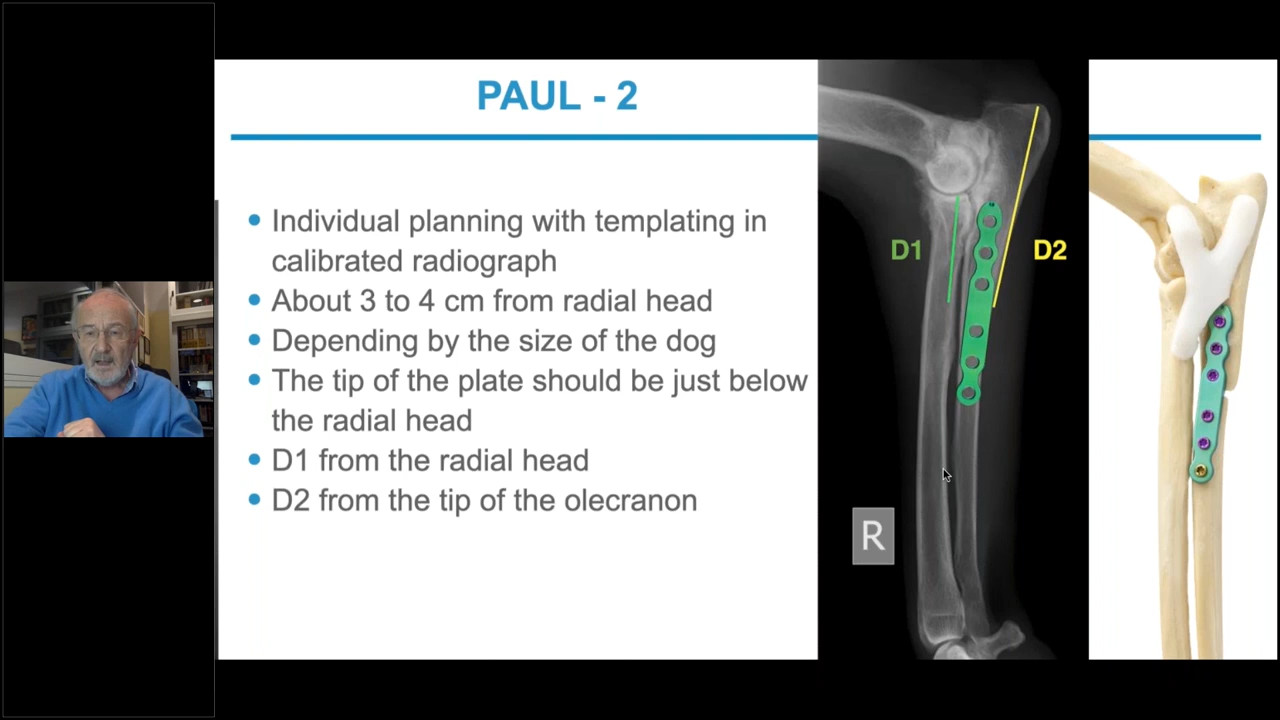 PAUL - 2
Individual planning with templating in
calibrated radiograph
About 3 to 4 cm from radial head
Depending by the size of the dog
The tip of the plate should be just below
the radial head
D1 from the radial head
D2 from the tip of the olecranon
D1
D2
R